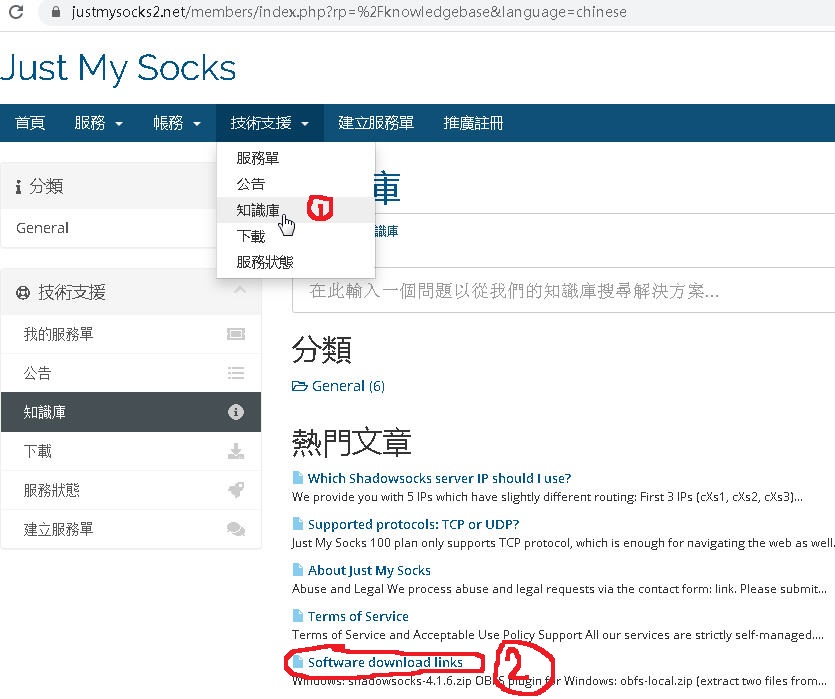 justmysocks2.net/members/index.php?rp=%2Fknowledgebase&language=chinese
Just My Socks
首頁 服務 帳務 技術支援 建立服務單 推廣註冊
服務單
公告
知識庫
下載
服務狀態
1
庫
識庫
分類
General
技術支援
我的服務單
公告
知識庫
下載
服務狀態
建立服務單
在此輸入一個問題以從我們的知識庫搜尋解決方案...
分類
General (6)
熱門文章
Which Shadowsocks server IP should I use?
We provide you with 5 IPs which have slightly different routing: First 3 IPs (cXs1, cXs2, cXs3)...
Supported protocols: TCP or UDP?
Just My Socks 100 plan only supports TCP protocol, which is enough for navigating the web as well.
About Just My Socks
Abuse and Legal We process abuse and legal requests via the contact form: link. Please submit...
Terms of Service
Terms of Service and Acceptable Use Policy Support All our services are strictly self-managed....
Software download links
2
Windows: shadowsocks-4.1.6.zip OBFS plugin for Windows: obfs-local.zip (extract two files from...